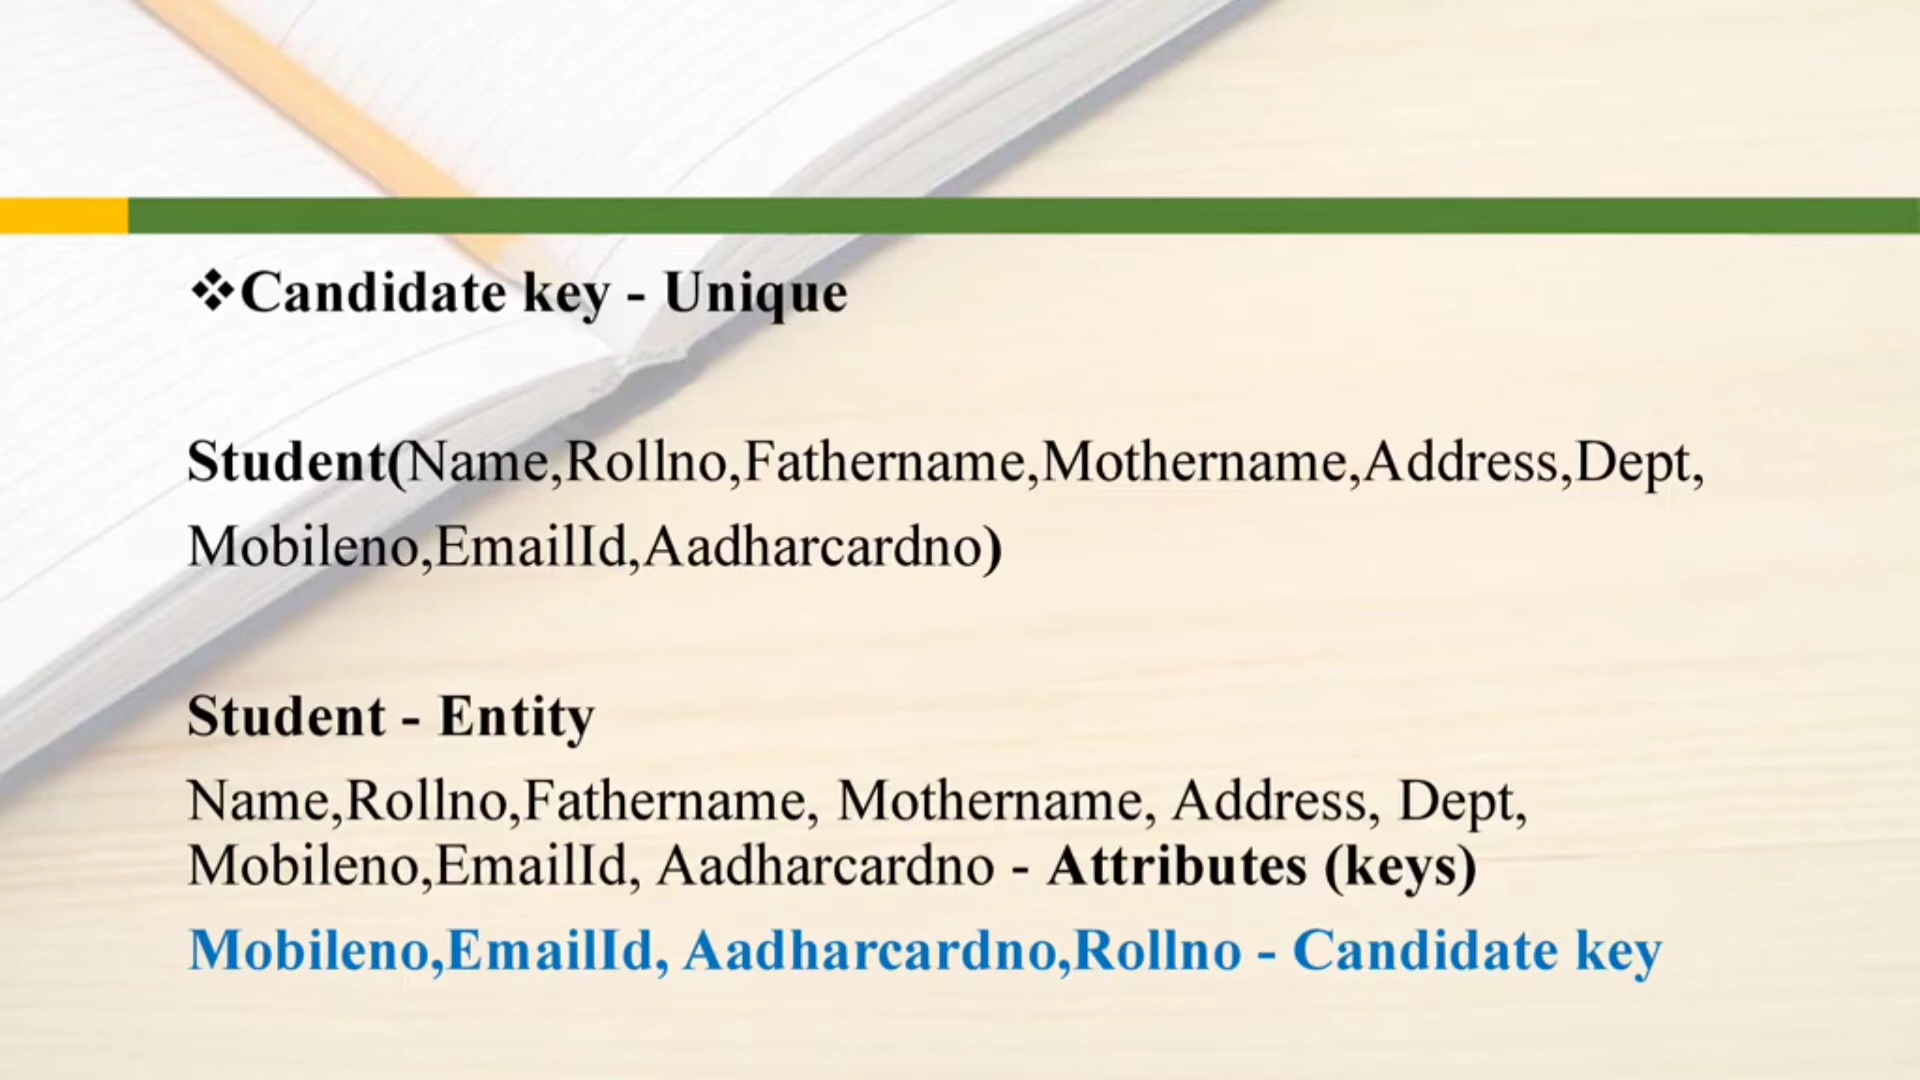 ❖Candidate key - Unique
Student(Name,Rollno,Fathername,Mothername,Address,Dept,
Mobileno,EmailId,Aadharcardno)
Student - Entity
Name,Rollno,Fathername, Mothername, Address, Dept,
Mobileno,EmailId, Aadharcardno - Attributes (keys)
Mobileno,EmailId, Aadharcardno,Rollno - Candidate key